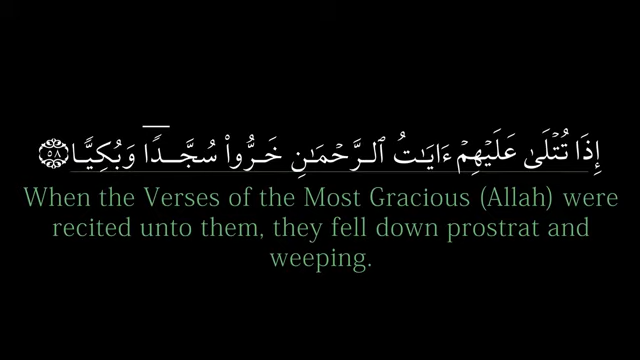 إِذَا تُتْلَىٰ عَلَيْهِمْ ءَايَـٰتُ ٱلرَّحْمَـٰنِ خَرُّوا۟ سُجَّدًا وَبُكِيًّا ٥٨
When the Verses of the Most Gracious (Allah) were
recited unto them, they fell down prostrat and
weeping.